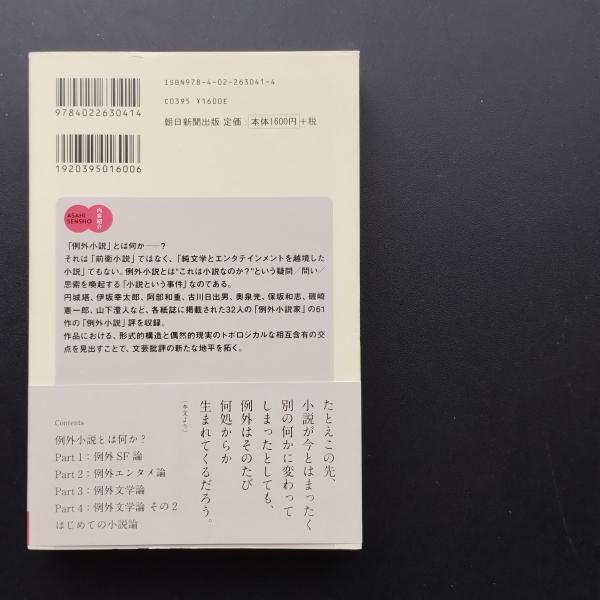 9784022630414
1920395016006
ISBN978-4-02-263041-4
C0395 ¥1600E
朝日新聞出版 定価:本体1600円+税
ASAHI
SENSHO
内容紹介
「例外小説」とは何か――?
それは「前衛小説」ではなく、「純文学とエンタテインメントを越境した
小説」でもない。例外小説とは"これは小説なのか?"という疑問/問い/
思索を喚起する「小説という事件」なのである。
円城塔、伊坂幸太郎、阿部和重、古川日出男、奥泉光、保坂和志、磯﨑
憲一郎、山下澄人など、各紙誌に掲載された32人の「例外小説家」の61
作の「例外小説」評を収録。
作品における、形式的構造と偶然的現実のトポロジカルな相互含有の交
点を見出すことで、文芸批評の新たな地平を拓く。
たとえこの先、
小説が今とはまったく
別の何かに変わって
しまったとしても、
例外はそのたび
何処からか
生まれてくるだろう。
(本文より)
Contents
例外小説とは何か?
Part 1:例外 SF 論
Part 2:例外エンタメ論
Part 3:例外文学論
Part 4:例外文学論 その2
はじめての小説論